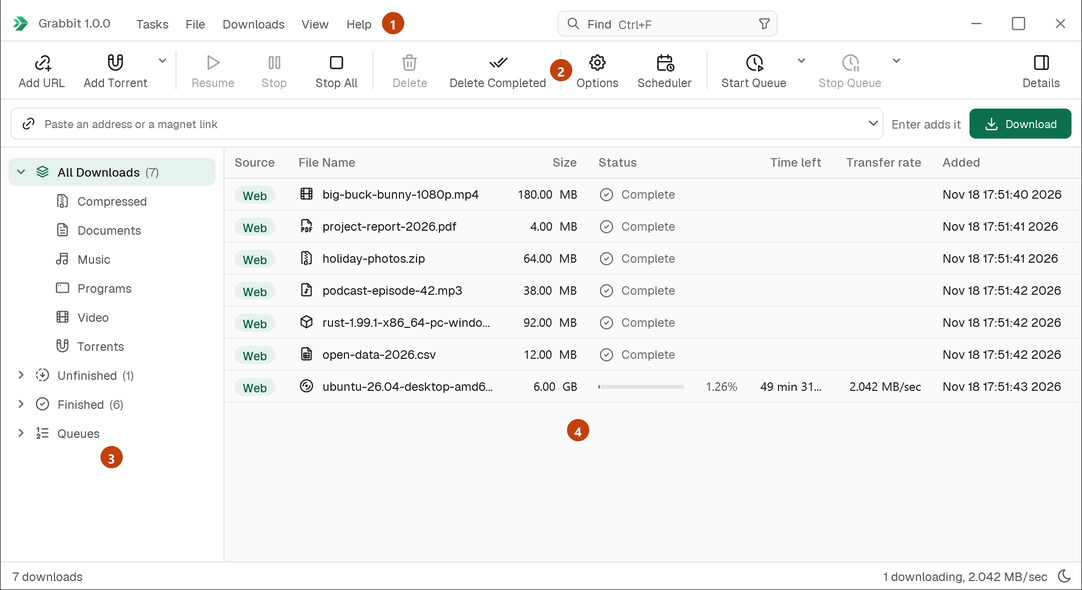 Grabbit 1.0.0 Tasks File Downloads View Help 1 Find Ctrl+F
Add URL Add Torrent Resume Stop Stop All Delete Delete Completed 2 Options Scheduler Start Queue Stop Queue Details
Paste an address or a magnet link Enter adds it Download
All Downloads (7)
Compressed
Documents
Music
Programs
Video
Torrents
Unfinished (1)
Finished (6)
Queues
3
Source File Name Size Status Time left Transfer rate Added
Web big-buck-bunny-1080p.mp4 180.00 MB Complete Nov 18 17:51:40 2026
Web PDF project-report-2026.pdf 4.00 MB Complete Nov 18 17:51:41 2026
Web holiday-photos.zip 64.00 MB Complete Nov 18 17:51:41 2026
Web podcast-episode-42.mp3 38.00 MB Complete Nov 18 17:51:42 2026
Web rust-1.99.1-x86_64-pc-windo... 92.00 MB Complete Nov 18 17:51:42 2026
Web open-data-2026.csv 12.00 MB Complete Nov 18 17:51:42 2026
Web ubuntu-26.04-desktop-amd6... 6.00 GB 1.26% 49 min 31... 2.042 MB/sec Nov 18 17:51:43 2026
4
7 downloads 1 downloading, 2.042 MB/sec